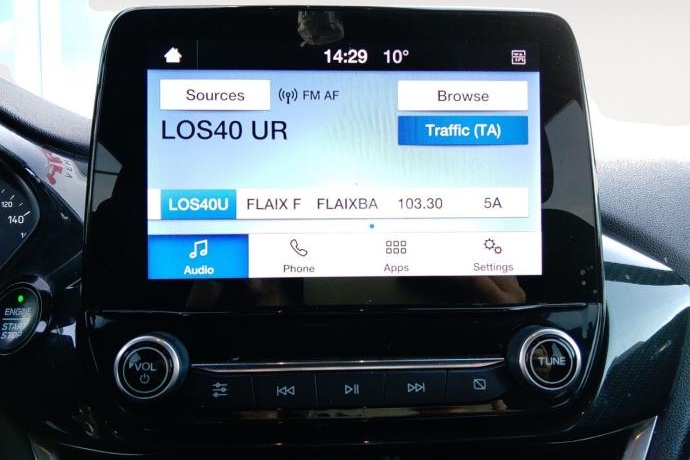 14:29 10°
TA
Sources FM AF Browse
LOS40 UR
Traffic (TA)
LOS40U FLAIX F FLAIXBA 103.30 5A
Audio Phone Apps Settings
120
140
ENGINE
START
STOP
VOL
TUNE